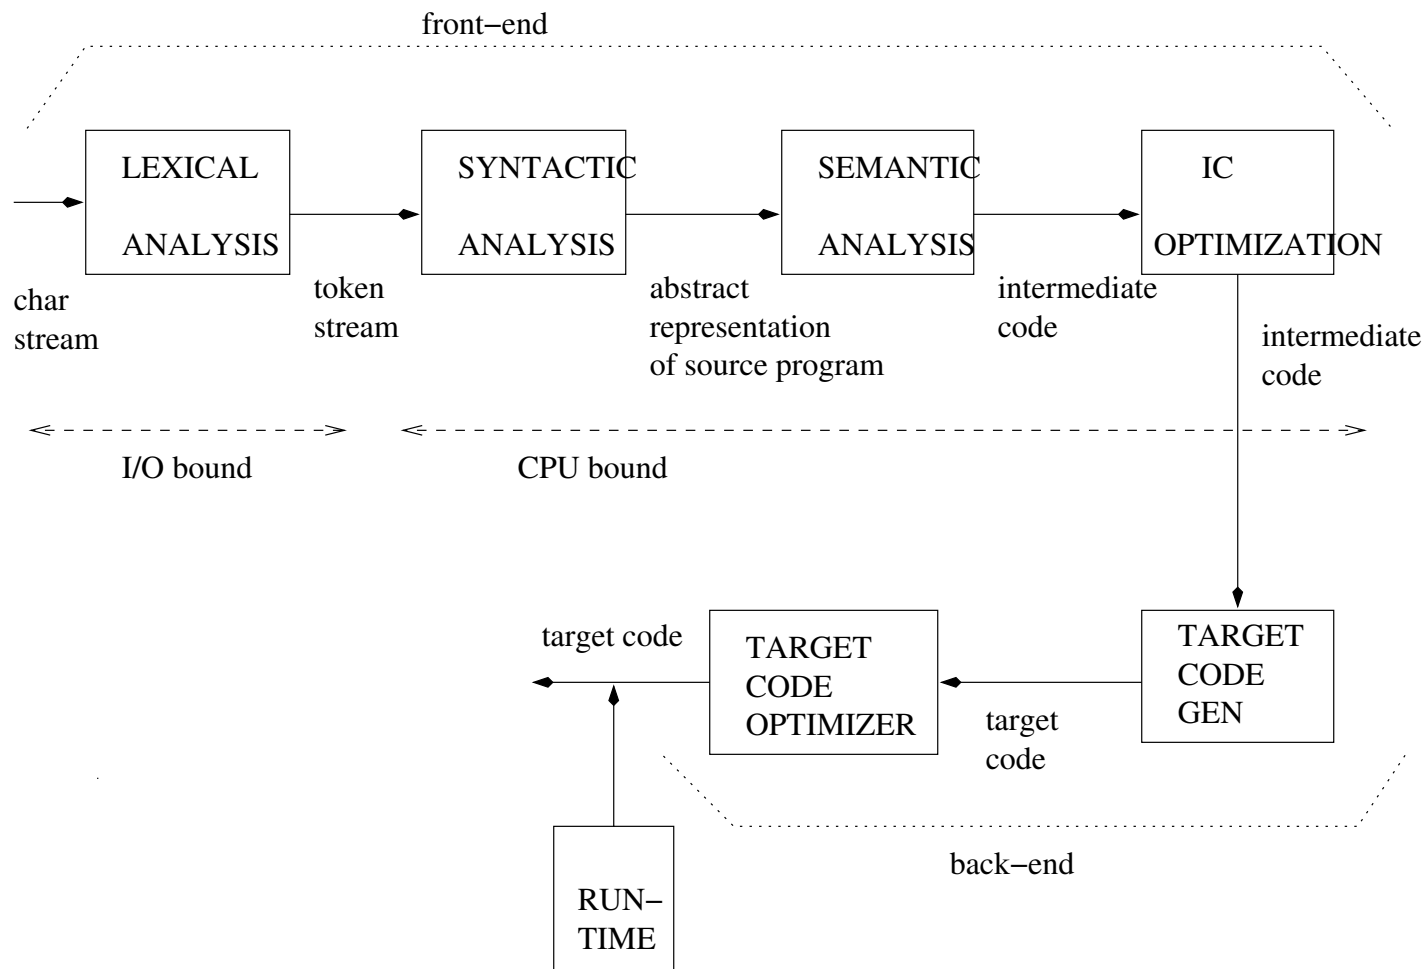 front−end
LEXICAL
ANALYSIS
SYNTACTIC
ANALYSIS
SEMANTIC
ANALYSIS
IC
OPTIMIZATION
char
stream
token
stream
abstract
representation
of source program
intermediate
code
intermediate
code
I/O bound
CPU bound
target code
TARGET
CODE
OPTIMIZER
target
code
TARGET
CODE
GEN
back−end
RUN−
TIME